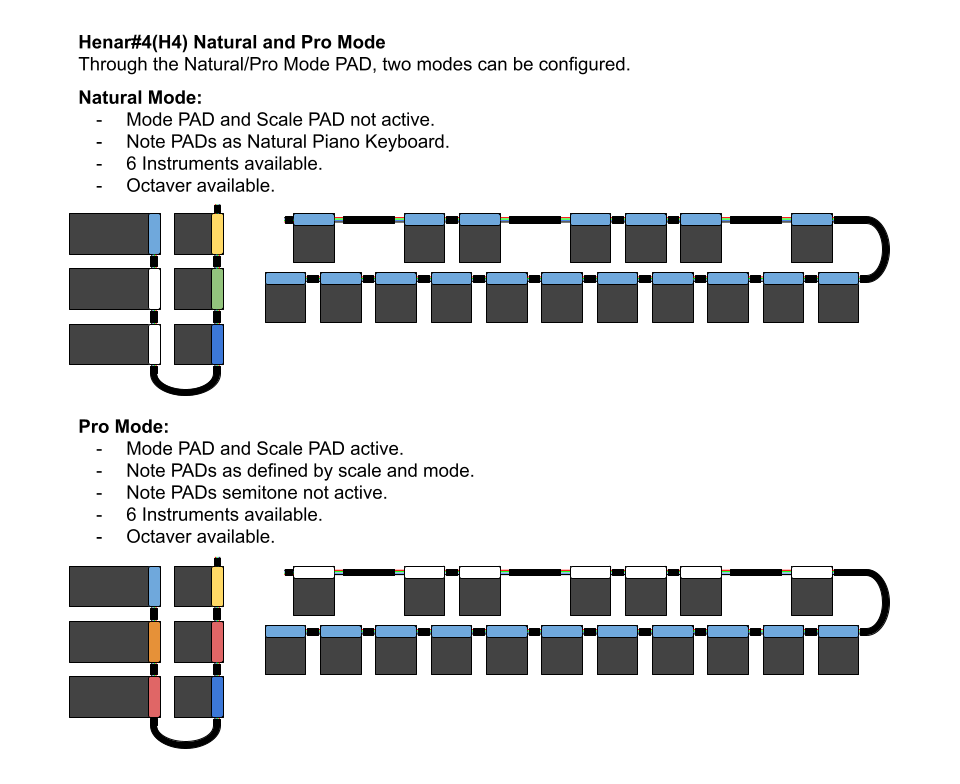 Henar#4(H4) Natural and Pro Mode
Through the Natural/Pro Mode PAD, two modes can be configured.
Natural Mode:
- Mode PAD and Scale PAD not active.
- Note PADs as Natural Piano Keyboard.
- 6 Instruments available.
- Octaver available.
Pro Mode:
- Mode PAD and Scale PAD active.
- Note PADs as defined by scale and mode.
- Note PADs semitone not active.
- 6 Instruments available.
- Octaver available.